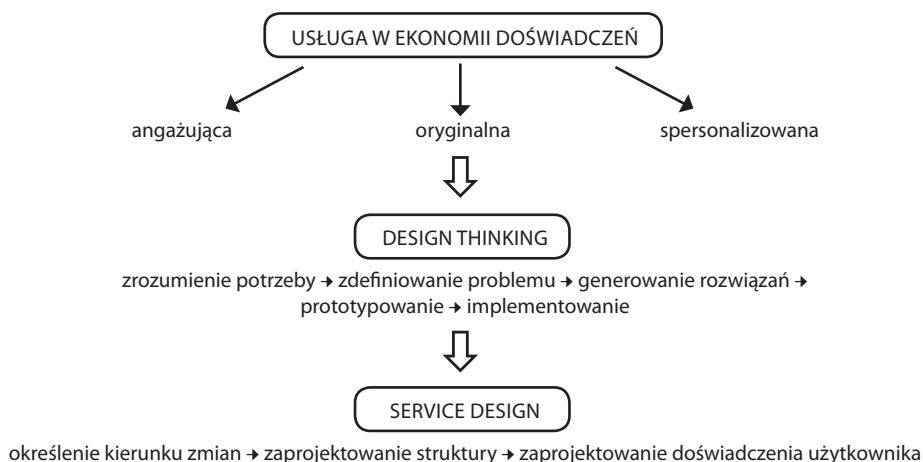 USŁUGA W EKONOMII DOŚWIADCZEŃ
angażująca oryginalna spersonalizowana
DESIGN THINKING
zrozumienie potrzeby → zdefiniowanie problemu → generowanie rozwiązań →
prototypowanie → implementowanie
SERVICE DESIGN
określenie kierunku zmian → zaprojektowanie struktury → zaprojektowanie doświadczenia użytkownika